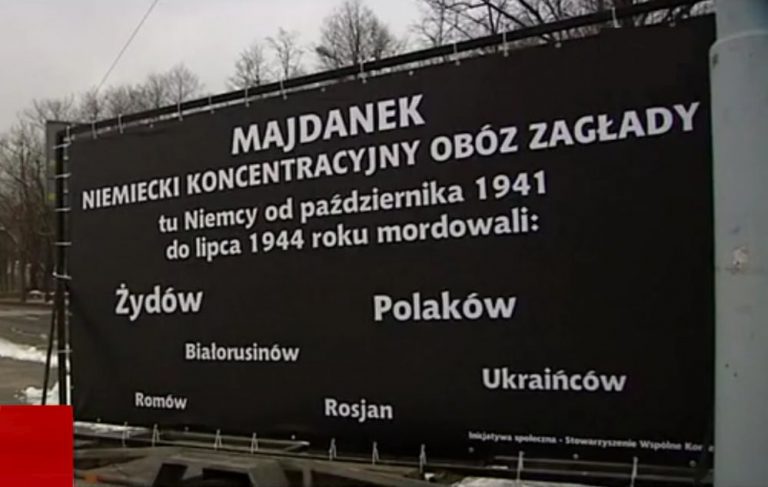 MAJDANEK
NIEMIECKI KONCENTRACYJNY OBÓZ ZAGŁADY
tu Niemcy od października 1941
do lipca 1944 roku mordowali:
Żydów Polaków
Białorusinów
Ukraińców
Romów Rosjan
Inicjatywa społeczna - Stowarzyszenie Wspólne